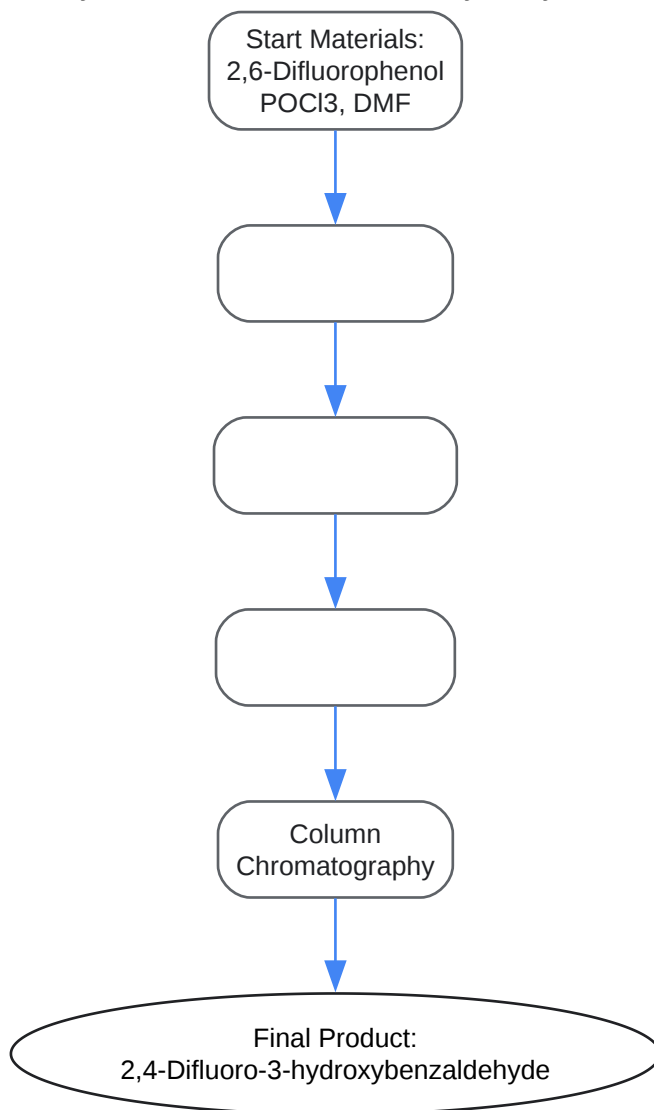 Start Materials:
2,6-Difluorophenol
POCl3, DMF
Column
Chromatography
Final Product:
2,4-Difluoro-3-hydroxybenzaldehyde